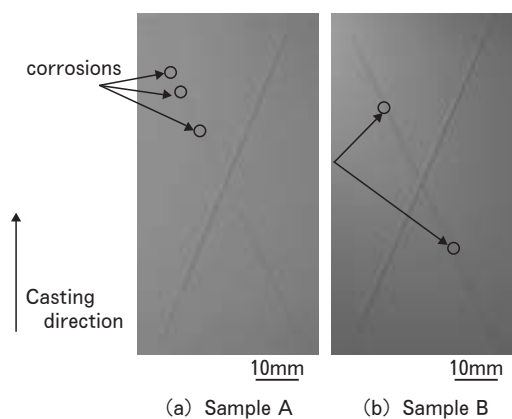 corrosions
Casting
direction
10mm
10mm
(a) Sample A
(b) Sample B